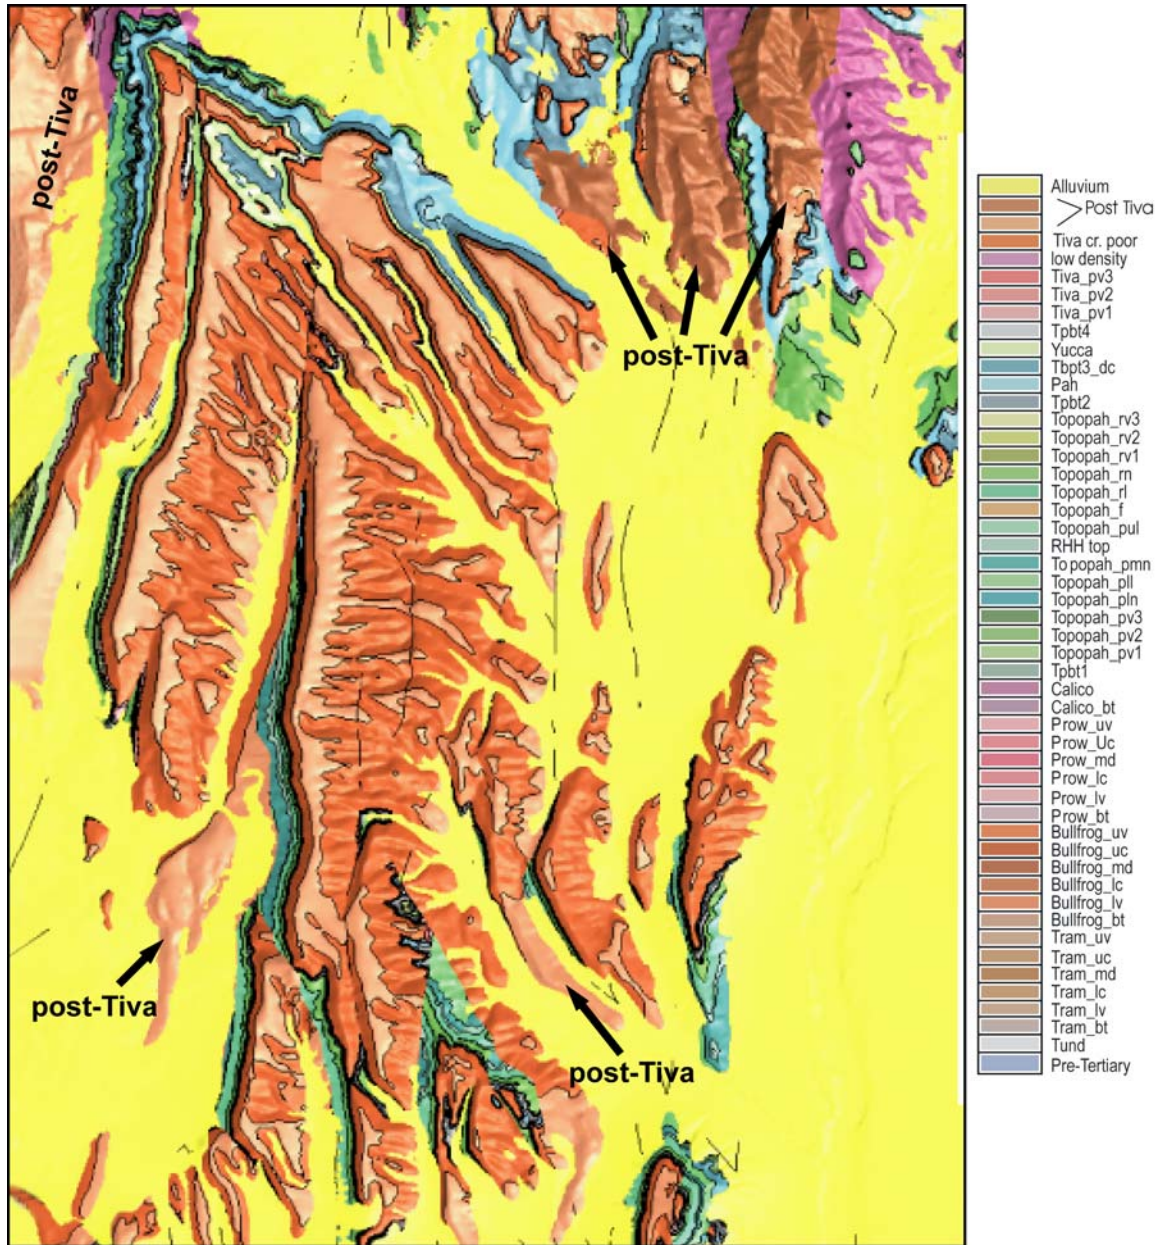 post-Tiva
post-Tiva
post-Tiva
post-Tiva
Alluvium
Post Tiva
Tiva cr. poor
low density
Tiva_pv3
Tiva_pv2
Tiva_pv1
Tpbt4
Yucca
Tbpt3_dc
Pah
Tpbt2
Topopah_rv3
Topopah_rv2
Topopah_rv1
Topopah_rn
Topopah_rl
Topopah_f
Topopah_pul
RHH top
To popah_pmn
Topopah_pll
Topopah_pln
Topopah_pv3
Topopah_pv2
Topopah_pv1
Tpbt1
Calico
Calico_bt
Prow_uv
Prow_Uc
Prow_md
Prow_lc
Prow_lv
Prow_bt
Bullfrog_uv
Bullfrog_uc
Bullfrog_md
Bullfrog_lc
Bullfrog_lv
Bullfrog_bt
Tram_uv
Tram_uc
Tram_md
Tram_lc
Tram_lv
Tram_bt
Tund
Pre-Tertiary